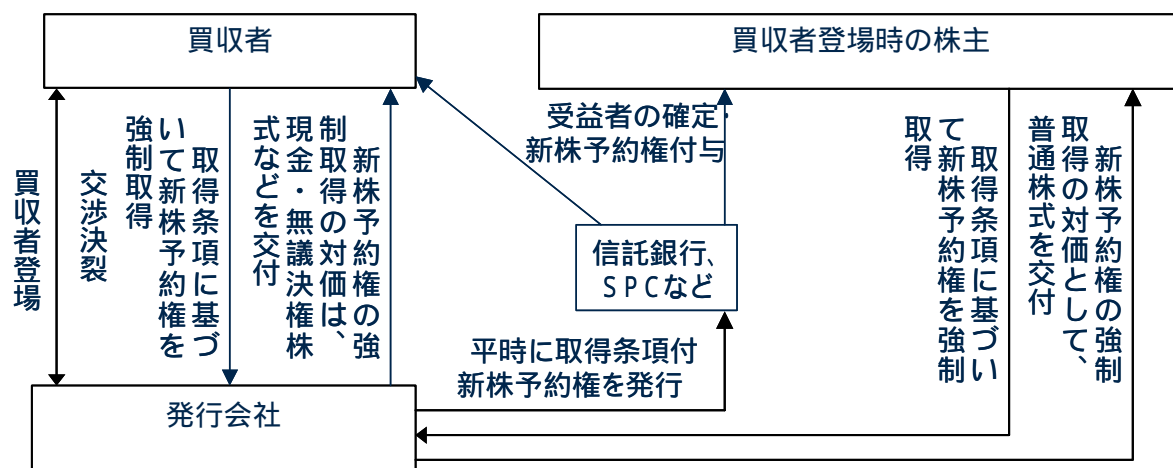 買収者
買収者登場時の株主
買収者登場
交渉決裂
取得条項に基づ
いて新株予約権を
強制取得
新株予約権の強
制取得の対価は、
現金・無議決権株
式などを交付
受益者の確定・
新株予約権付与
信託銀行、
ＳＰＣなど
平時に取得条項付
新株予約権を発行
取得条項に基づい
て新株予約権を強制
取得
新株予約権の強制
取得の対価として、
普通株式を交付
発行会社